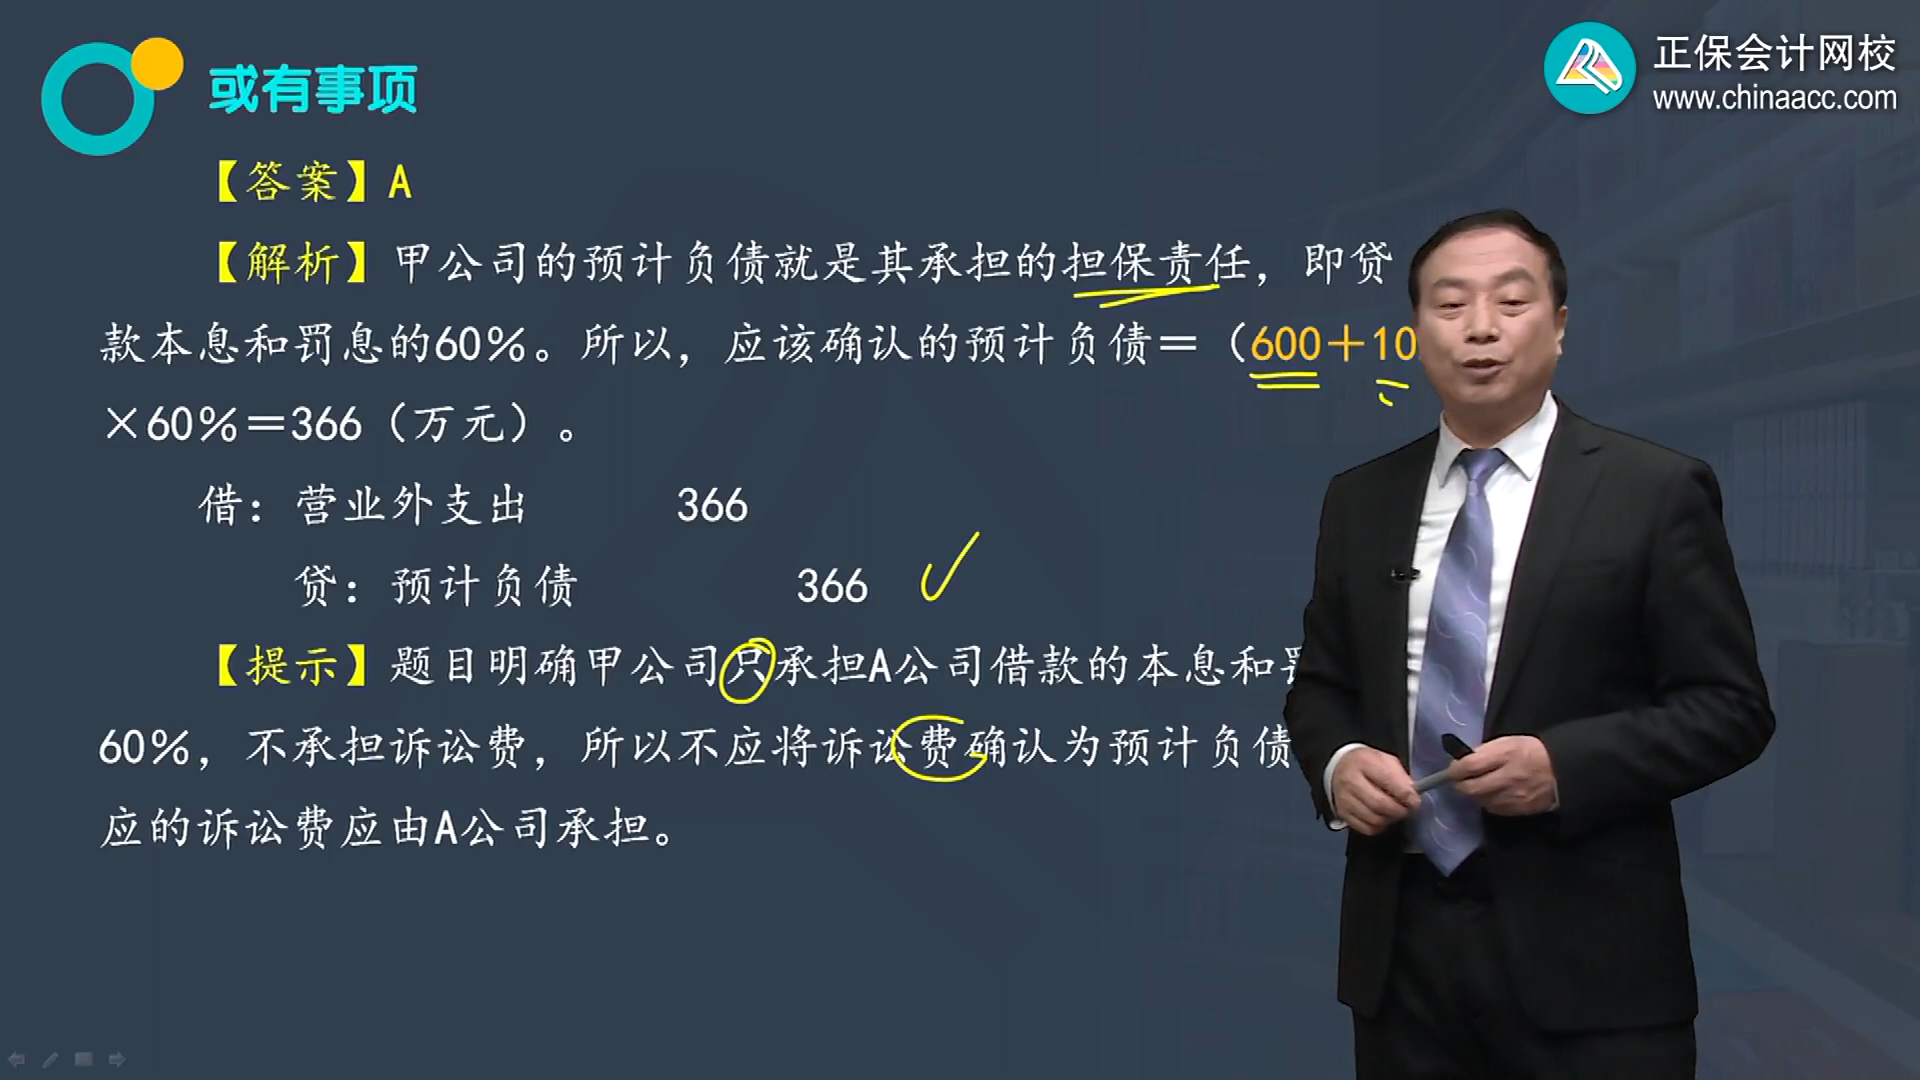 或有事项
正保会计网校
www.chinaacc.com
【答案】A
【解析】甲公司的预计负债就是其承担的担保责任，即贷
款本息和罚息的60%。所以，应该确认的预计负债＝（600＋10
×60%＝366（万元）。
借：营业外支出 366
贷：预计负债 366
【提示】题目明确甲公司只承担A公司借款的本息和
60%，不承担诉讼费，所以不应将诉讼费确认为预计负债
应的诉讼费应由A公司承担。